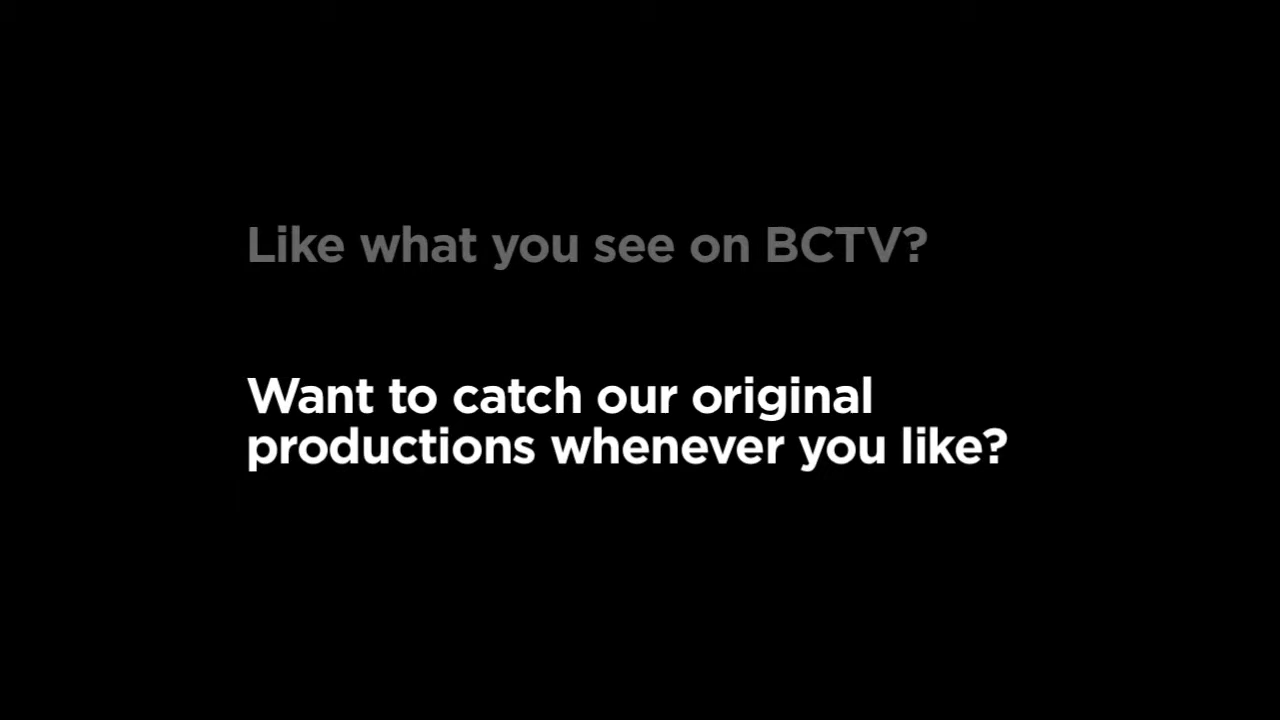 Like what you see on BCTV?
Want to catch our original
productions whenever you like?